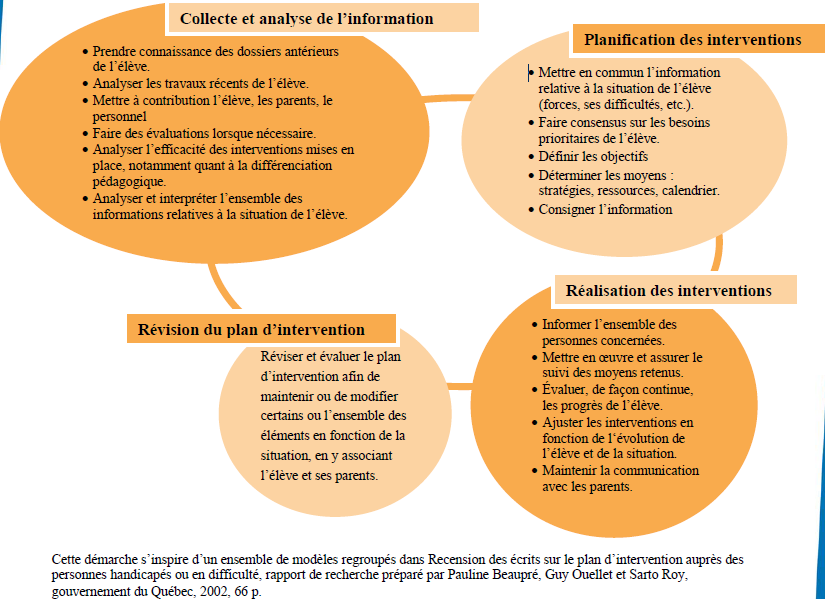 Collecte et analyse de l’information
• Prendre connaissance des dossiers antérieurs
de l’élève.
• Analyser les travaux récents de l’élève.
• Mettre à contribution l’élève, les parents, le
personnel
• Faire des évaluations lorsque nécessaire.
• Analyser l’efficacité des interventions mises en
place, notamment quant à la différenciation
pédagogique.
• Analyser et interpréter l’ensemble des
informations relatives à la situation de l’élève.
Planification des interventions
• Mettre en commun l’information
relative à la situation de l’élève
(forces, ses difficultés, etc.).
• Faire consensus sur les besoins
prioritaires de l’élève.
• Définir les objectifs
• Déterminer les moyens :
stratégies, ressources, calendrier.
• Consigner l’information
Réalisation des interventions
• Informer l’ensemble des
personnes concernées.
• Mettre en œuvre et assurer le
suivi des moyens retenus.
• Évaluer, de façon continue,
les progrès de l’élève.
• Ajuster les interventions en
fonction de l‘évolution de
l’élève et de la situation.
• Maintenir la communication
avec les parents.
Révision du plan d’intervention
Réviser et évaluer le plan
d’intervention afin de
maintenir ou de modifier
certains ou l’ensemble des
éléments en fonction de la
situation, en y associant
l’élève et ses parents.
Cette démarche s’inspire d’un ensemble de modèles regroupés dans Recension des écrits sur le plan d’intervention auprès des
personnes handicapés ou en difficulté, rapport de recherche préparé par Pauline Beaupré, Guy Ouellet et Sarto Roy,
gouvernement du Québec, 2002, 66 p.